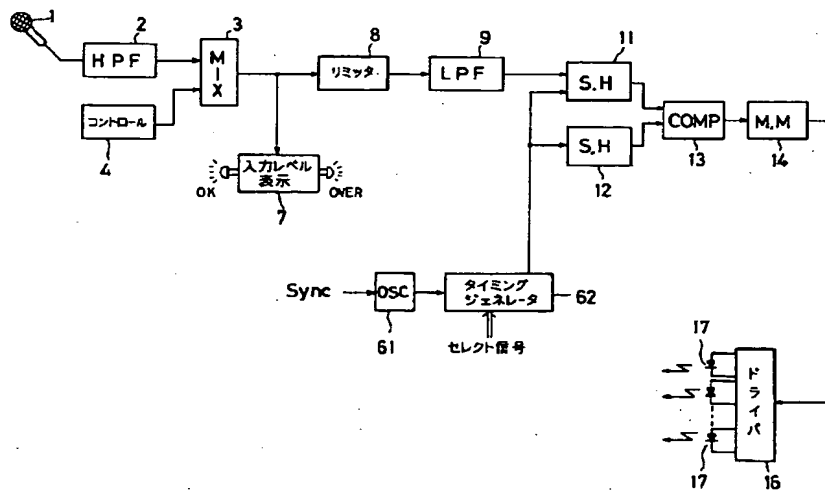 1
2
HPF
3
MIX
コントロール
4
入力レベル
表示
7
OK
OVER
8
リミッタ
9
LPF
11
S.H
S.H
12
COMP
13
M.M
14
Sync
OSC
61
タイミング
ジェネレータ
62
セレクト信号
17
17
ドライバ
16